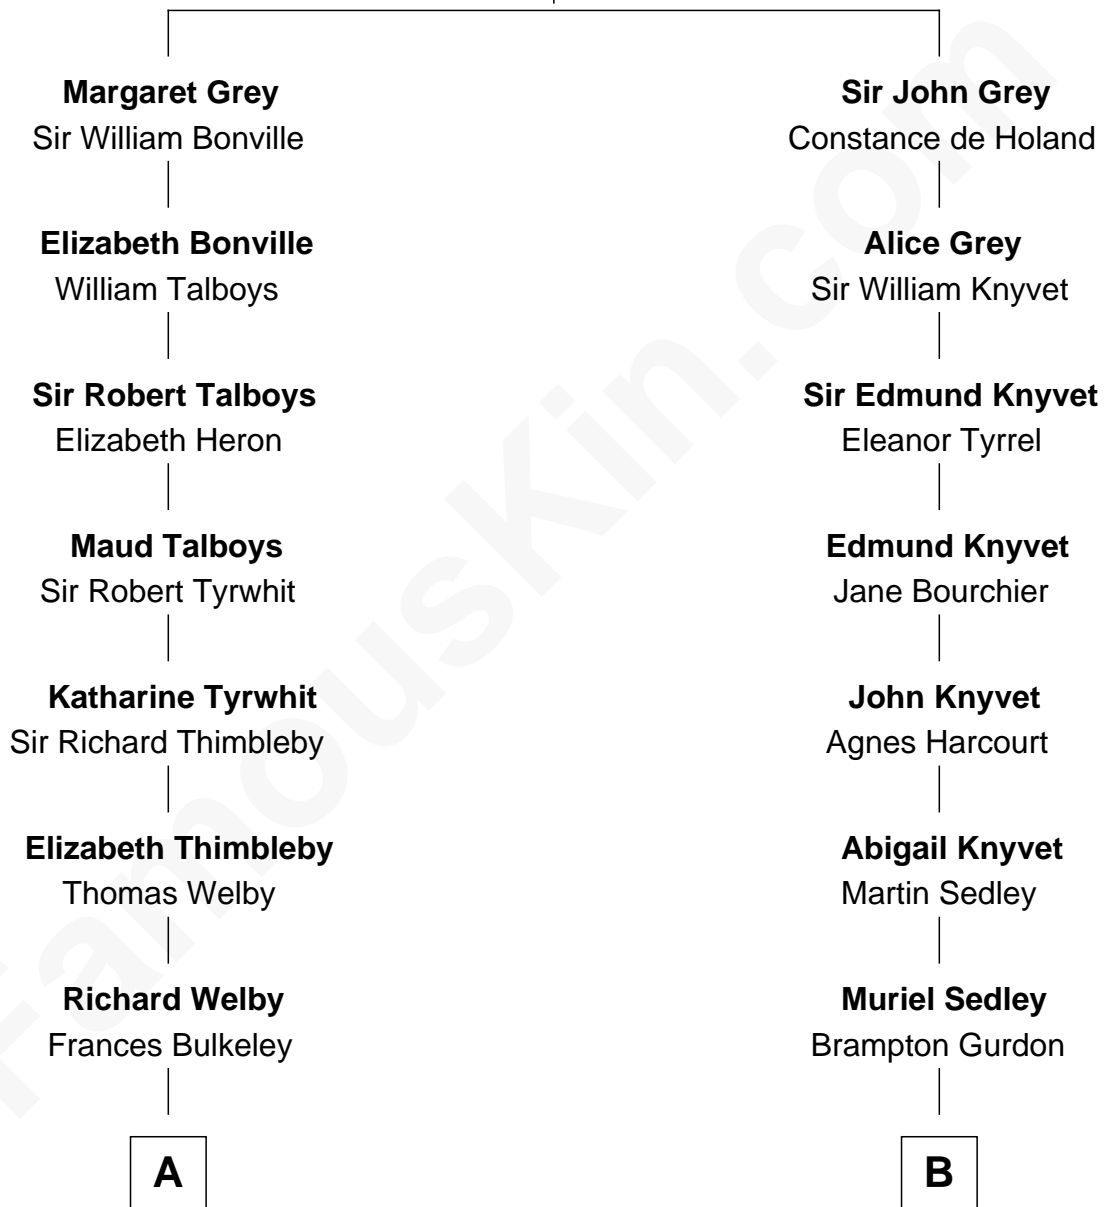 Margaret Grey
Sir William Bonville
Elizabeth Bonville
William Talboys
Sir Robert Talboys
Elizabeth Heron
Maud Talboys
Sir Robert Tyrwhit
Katharine Tyrwhit
Sir Richard Thimbleby
Elizabeth Thimbleby
Thomas Welby
Richard Welby
Frances Bulkeley
A
Sir John Grey
Constance de Holand
Alice Grey
Sir William Knyvet
Sir Edmund Knyvet
Eleanor Tyrrel
Edmund Knyvet
Jane Bourchier
John Knyvet
Agnes Harcourt
Abigail Knyvet
Martin Sedley
Muriel Sedley
Brampton Gurdon
B
FamousKin.com